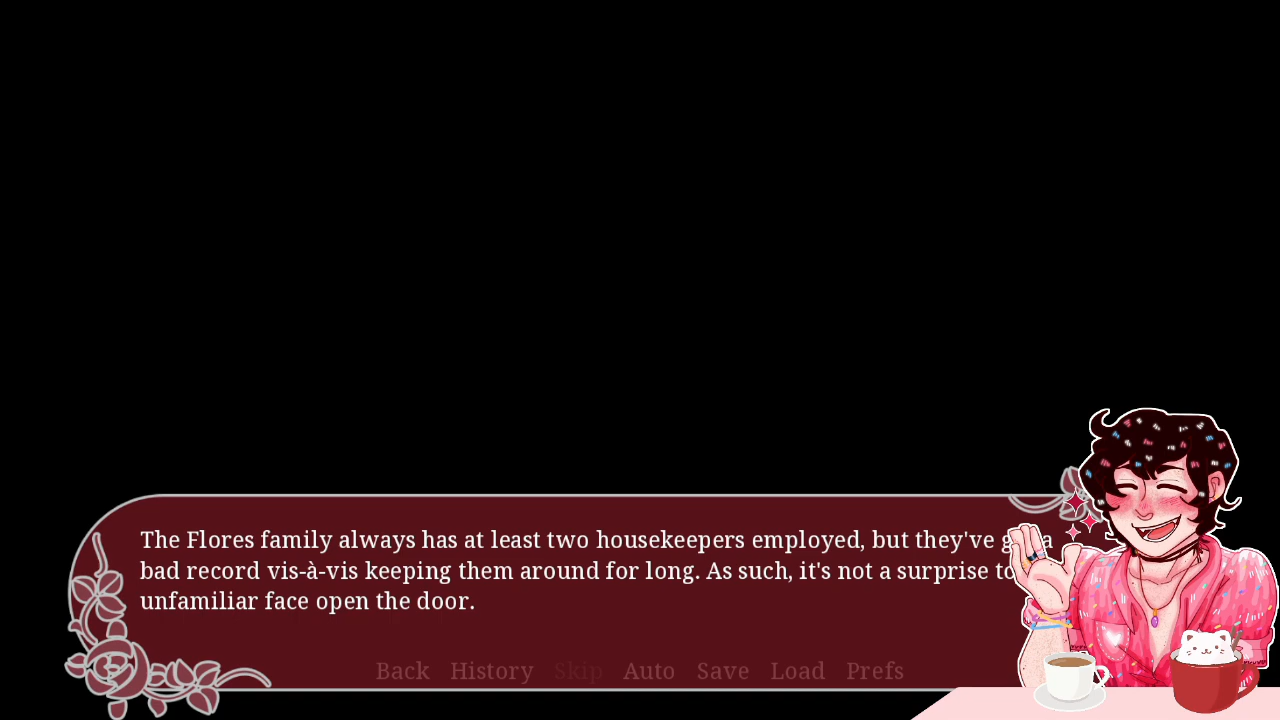 The Flores family always has at least two housekeepers employed, but they've a
bad record vis-à-vis keeping them around for long. As such, it's not a surprise to
unfamiliar face open the door.
Back History Skip Auto Save Load Prefs